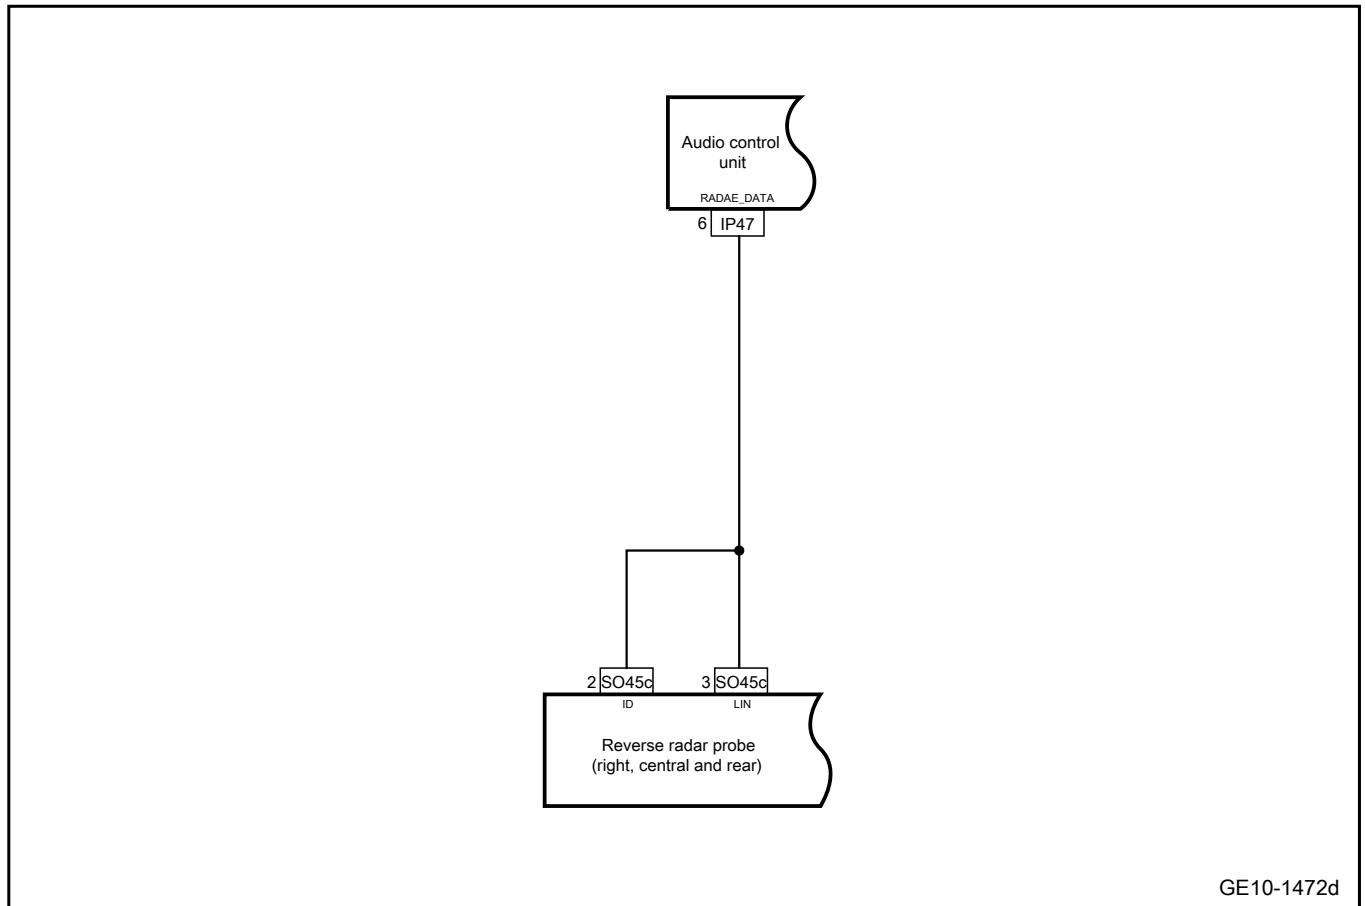 Audio control
unit
RADAE_DATA
6 IP47
2 SO45c 3 SO45c
ID LIN
Reverse radar probe
(right, central and rear)
GE10-1472d